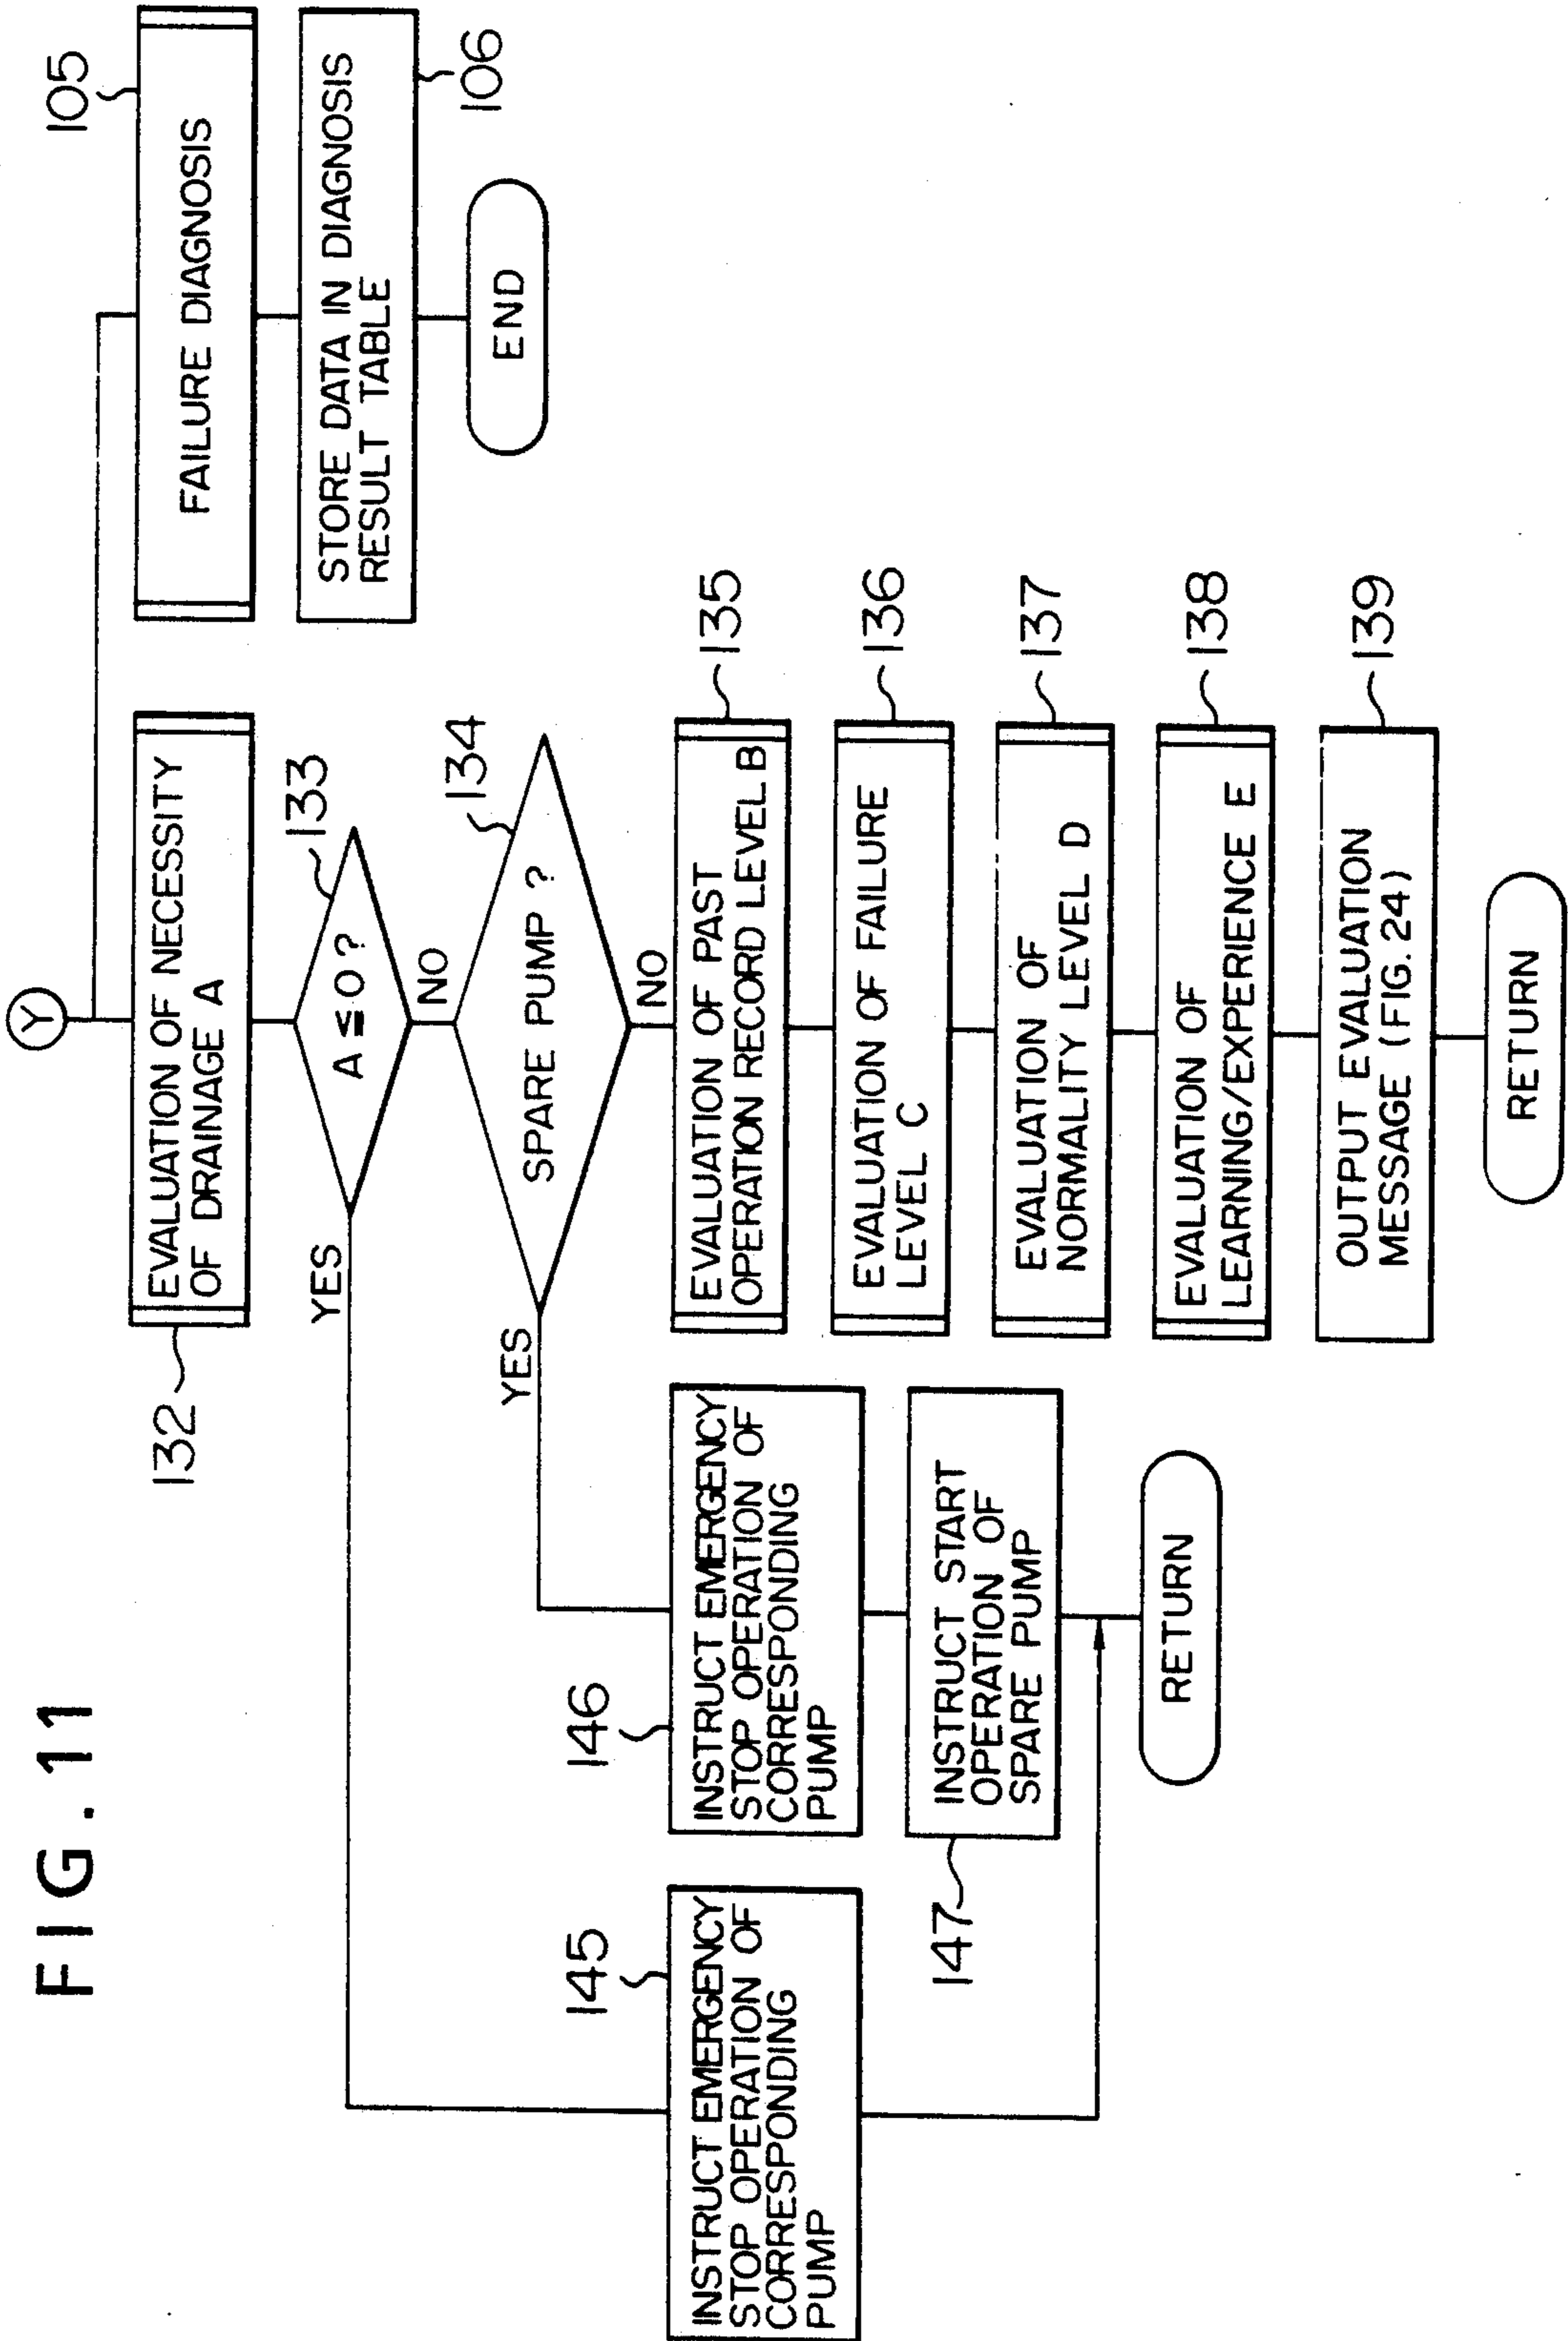 FIG. 11
Y
132
EVALUATION OF NECESSITY
OF DRAINAGE A
105
FAILURE DIAGNOSIS
STORE DATA IN DIAGNOSIS
RESULT TABLE
106
END
133
A ≦ 0 ?
YES
NO
134
SPARE PUMP ?
YES
NO
145
INSTRUCT EMERGENCY
STOP OPERATION OF
CORRESPONDING
PUMP
146
INSTRUCT EMERGENCY
STOP OPERATION OF
CORRESPONDING
PUMP
147
INSTRUCT START
OPERATION OF
SPARE PUMP
RETURN
EVALUATION OF PAST
OPERATION RECORD LEVEL B
135
EVALUATION OF FAILURE
LEVEL C
136
EVALUATION OF
NORMALITY LEVEL D
137
EVALUATION OF
LEARNING/EXPERIENCE E
138
OUTPUT EVALUATION
MESSAGE (FIG. 24)
139
RETURN